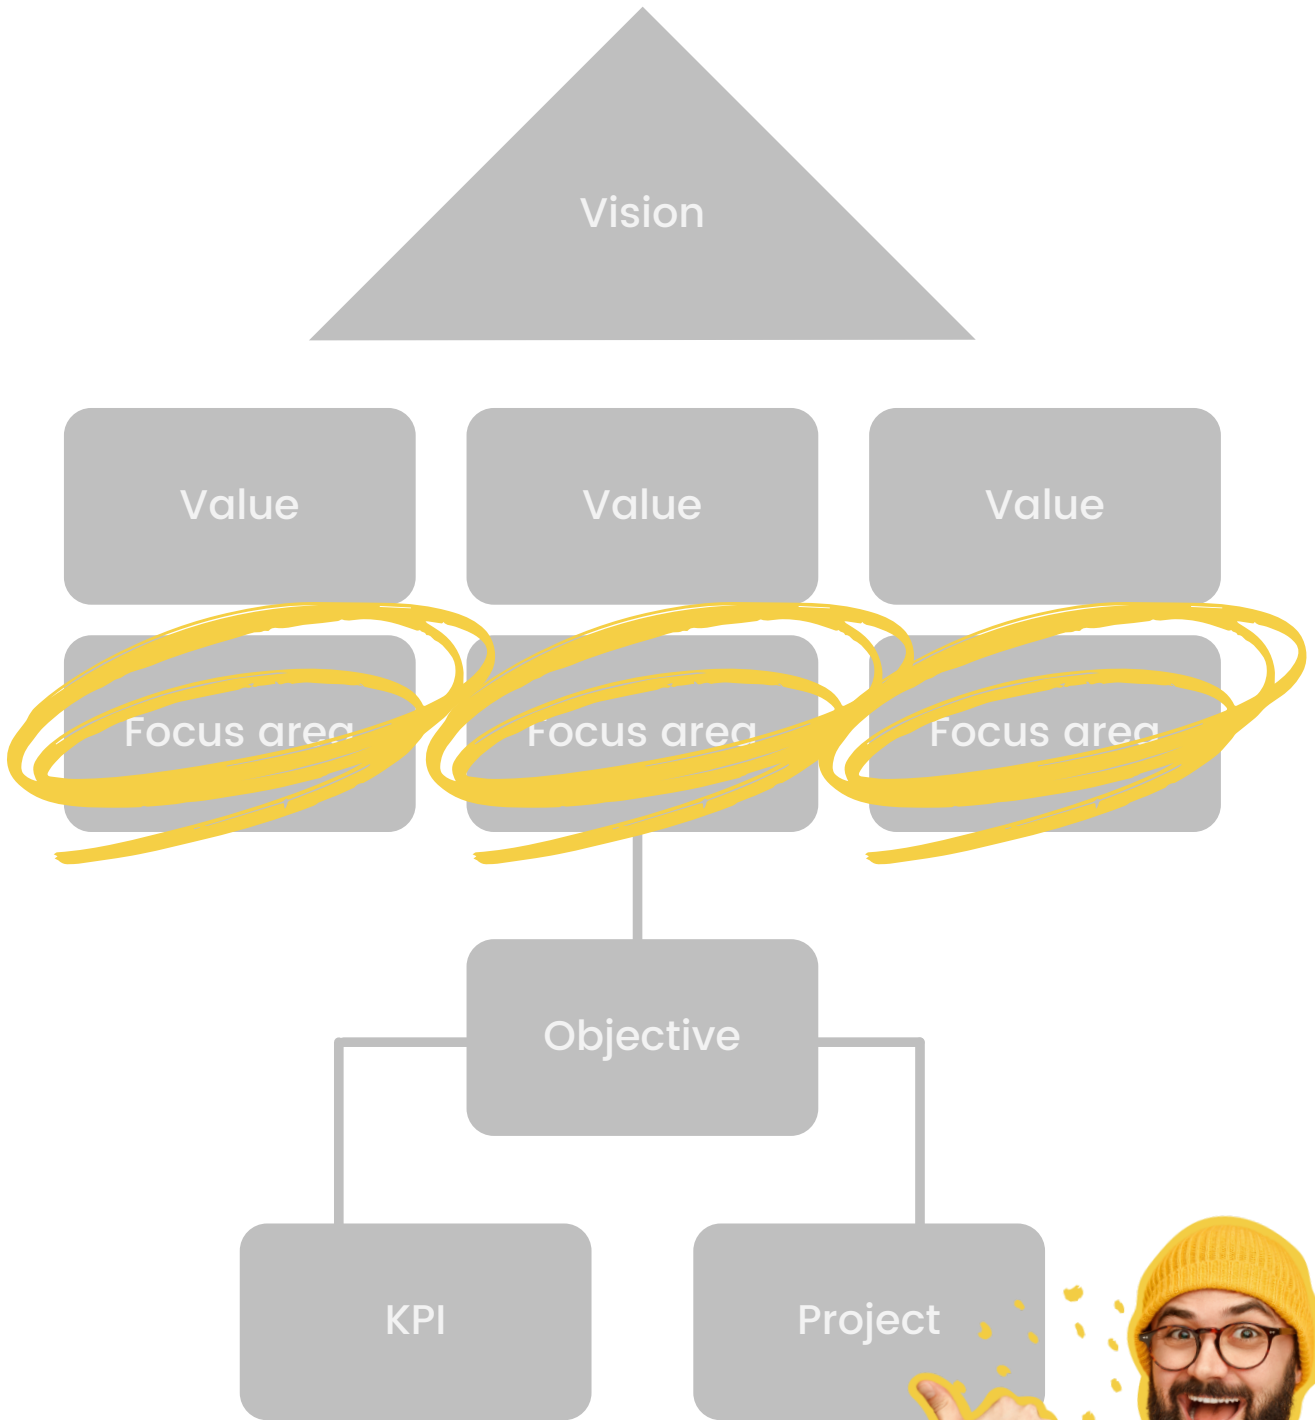 Vision
Value
Value
Value
Focus area
Focus area
Focus area
Objective
KPI
Project